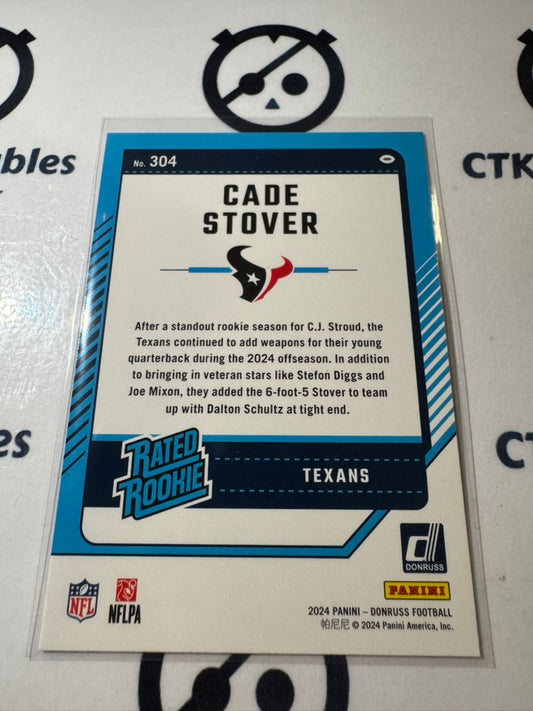 ables
CTK
No. 304
CADE
STOVER
After a standout rookie season for C.J. Stroud, the
Texans continued to add weapons for their young
quarterback during the 2024 offseason. In addition
to bringing in veteran stars like Stefon Diggs and
Joe Mixon, they added the 6-foot-5 Stover to team
up with Dalton Schultz at tight end.
bles
CT
RATED
ROOKIE
TEXANS
DONRUSS
PANINI
NFL
NFLPA
2024 PANINI – DONRUSS FOOTBALL
帕尼尼 © 2024 Panini America, Inc.